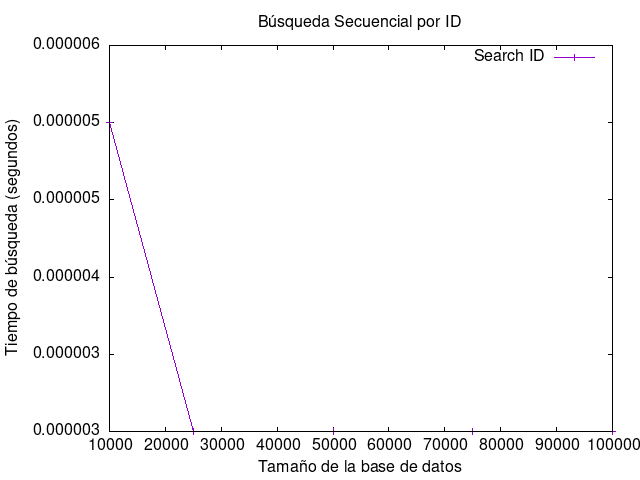 Búsqueda Secuencial por ID
Search ID
0.000006
0.000005
0.000005
0.000004
0.000003
0.000003
Tiempo de búsqueda (segundos)
10000 20000 30000 40000 50000 60000 70000 80000 90000 100000
Tamaño de la base de datos